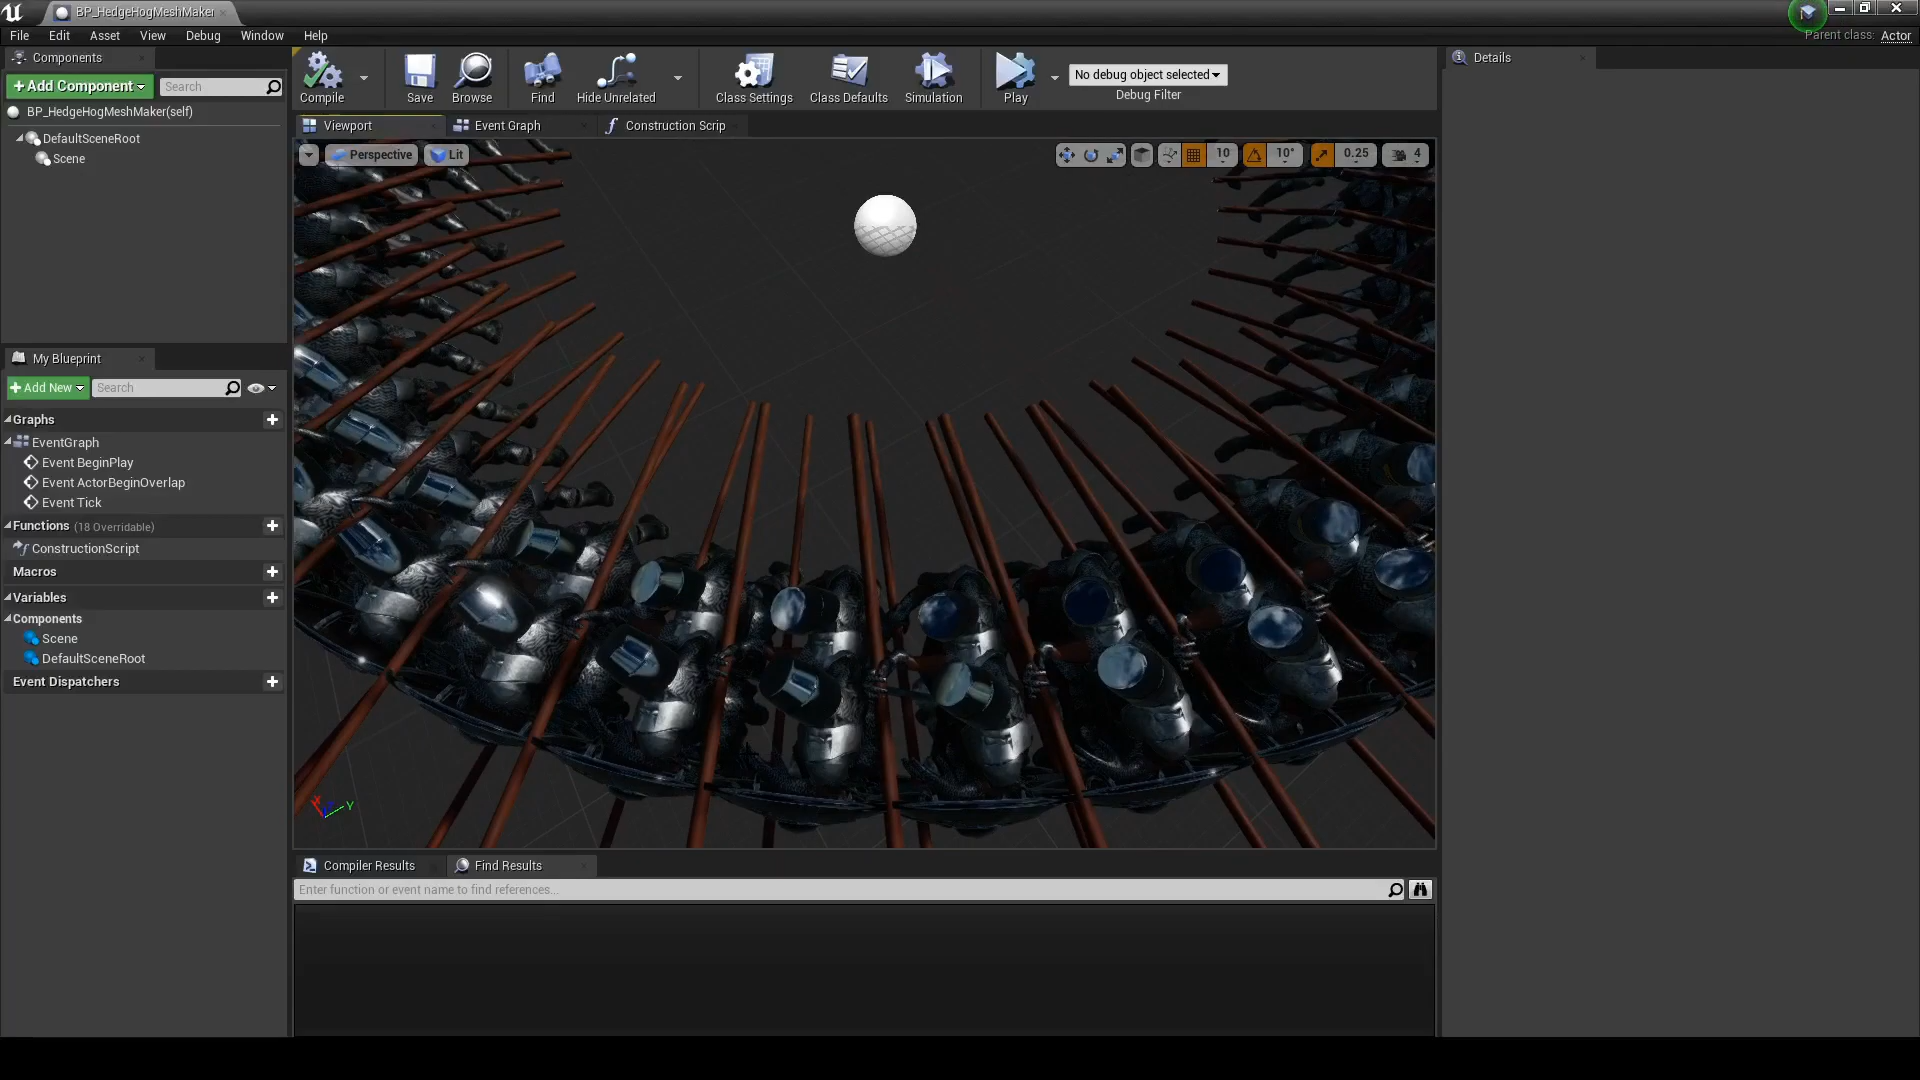 BP_HedgeHogMeshMaker
File Edit Asset View Debug Window Help
Parent class: Actor
Components
Add Component
Search
BP_HedgeHogMeshMaker(self)
DefaultSceneRoot
Scene
Compile
Save
Browse
Find
Hide Unrelated
Class Settings
Class Defaults
Simulation
Play
No debug object selected
Debug Filter
Details
Viewport
Event Graph
Construction Scrip
Perspective
Lit
10
10°
0.25
4
My Blueprint
Add New
Search
Graphs
EventGraph
Event BeginPlay
Event ActorBeginOverlap
Event Tick
Functions (18 Overridable)
ConstructionScript
Macros
Variables
Components
Scene
DefaultSceneRoot
Event Dispatchers
Y
Compiler Results
Find Results
Enter function or event name to find references...